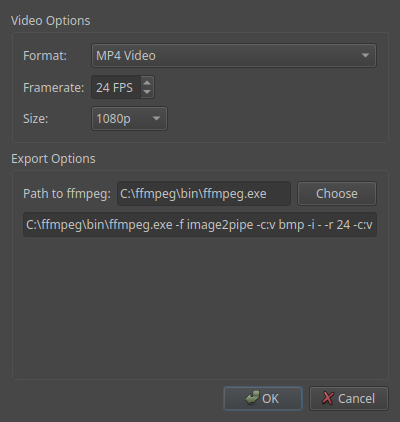 Video Options
Format: MP4 Video
Framerate: 24 FPS
Size: 1080p
Export Options
Path to ffmpeg: C:\ffmpeg\bin\ffmpeg.exe Choose
C:\ffmpeg\bin\ffmpeg.exe -f image2pipe -c:v bmp -i - -r 24 -c:v
OK Cancel